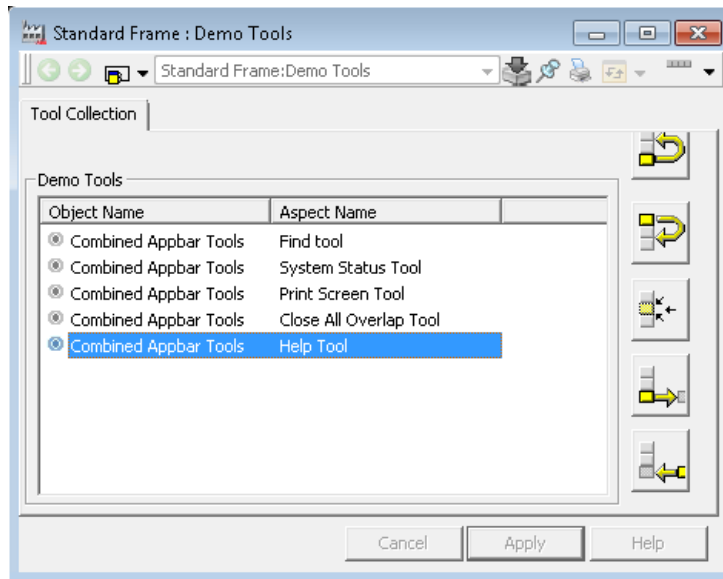 Standard Frame : Demo Tools
Standard Frame:Demo Tools
Tool Collection
Demo Tools
Object Name Aspect Name
Combined Appbar Tools Find tool
Combined Appbar Tools System Status Tool
Combined Appbar Tools Print Screen Tool
Combined Appbar Tools Close All Overlap Tool
Combined Appbar Tools Help Tool
Cancel Apply Help